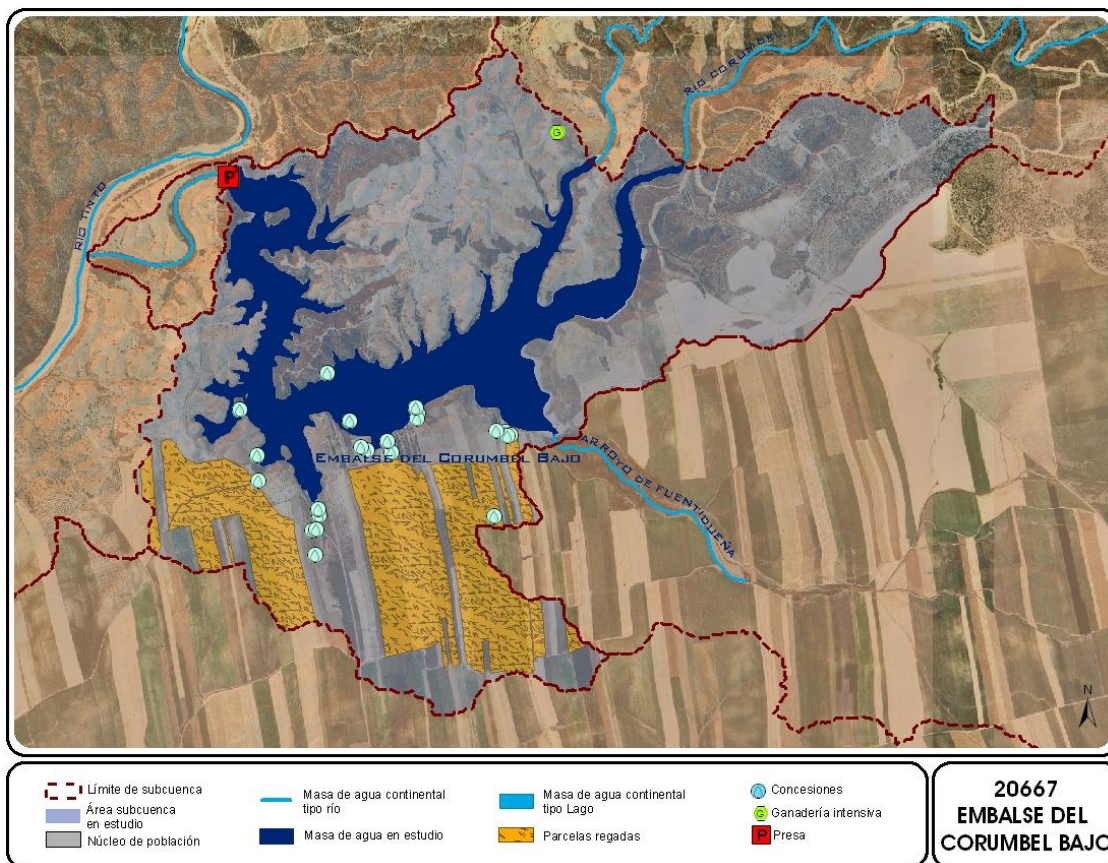 RIO CORUMBEL
G
P
RIO TINTO
EMBALSE DEL CORUMBEL BAJO
ARROYO DE FUENTIDUEÑA
N
Límite de subcuenca
Área subcuenca
en estudio
Núcleo de población
Masa de agua continental
tipo río
Masa de agua en estudio
Masa de agua continental
tipo Lago
Parcelas regadas
Concesiones
G Ganadería intensiva
P Presa
20667
EMBALSE DEL
CORUMBEL BAJO